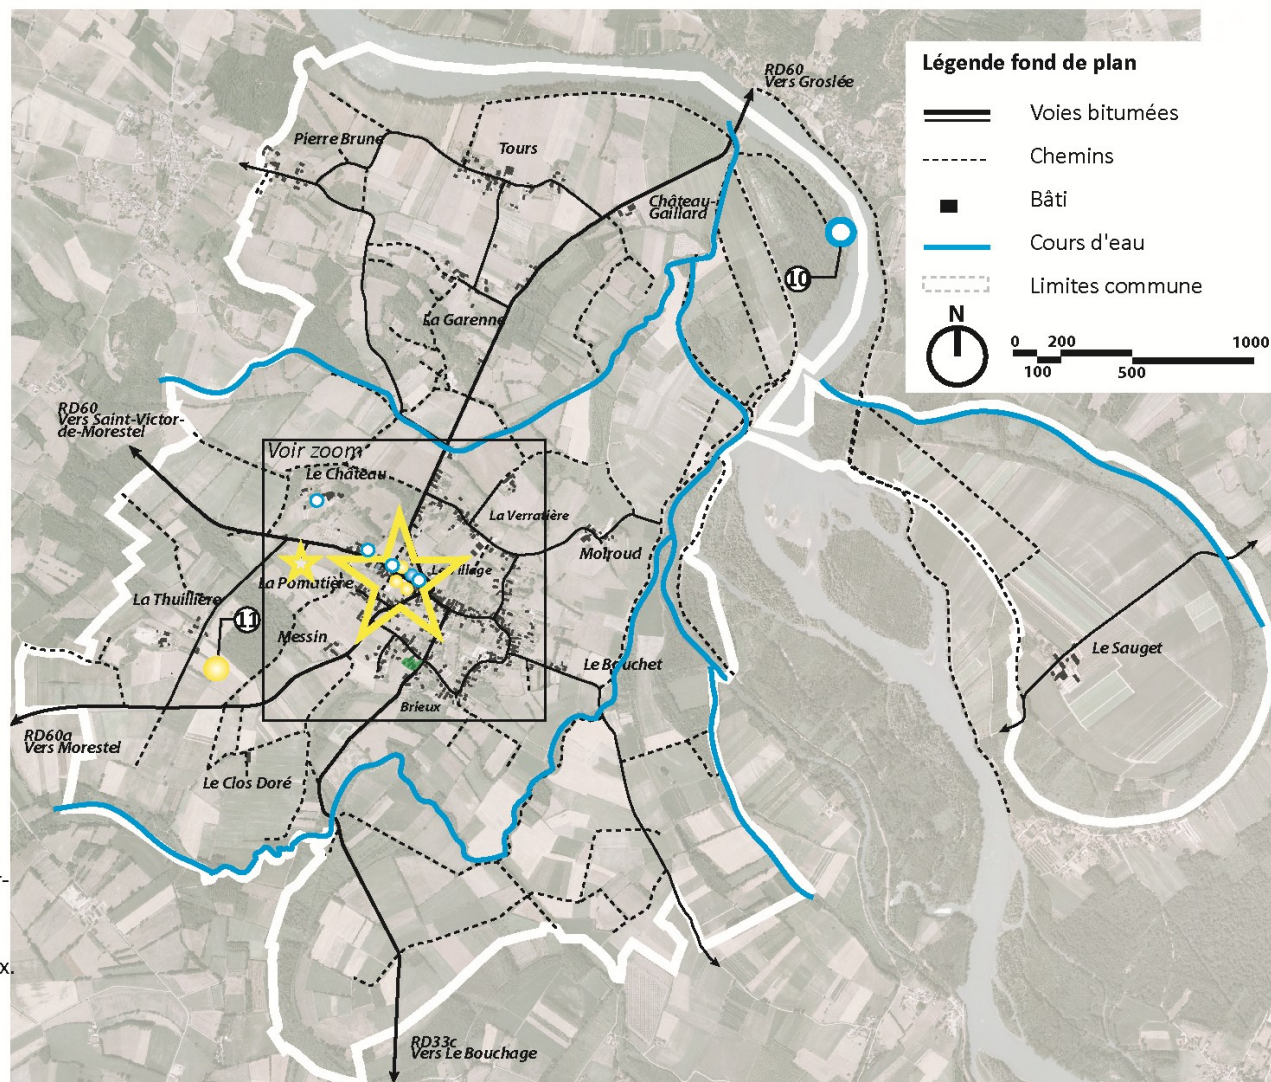 RD60
Vers Groslée
Légende fond de plan
Voies bitumées
Chemins
Bâti
Cours d'eau
Limites commune
N
0 200 1000
100 500
Pierre Brune
Tours
Château-
Gaillard
10
La Garenne
RD60
Vers Saint-Victor-
de-Morestel
Voir zoom
Le Château
La Verratière
Moiroud
Le Village
La Pomatière
La Thuillière
11
Messin
Le Bouchet
Le Sauget
Brieux
RD60a
Vers Morestel
Le Clos Doré
r-
x.
RD33c
Vers Le Bouchage